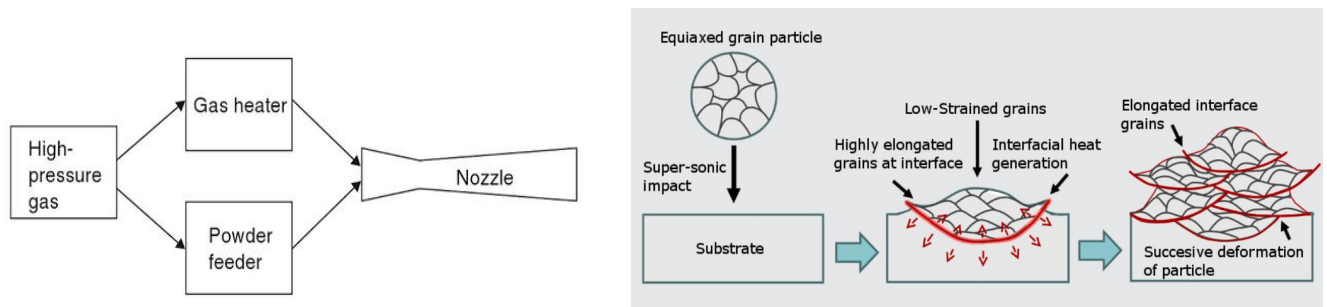 Gas heater
High-
pressure
gas
Nozzle
Powder
feeder
Equiaxed grain particle
Super-sonic
impact
Substrate
Low-Strained grains
Highly elongated
grains at interface
Interfacial heat
generation
Elongated interface
grains
Succesive deformation
of particle